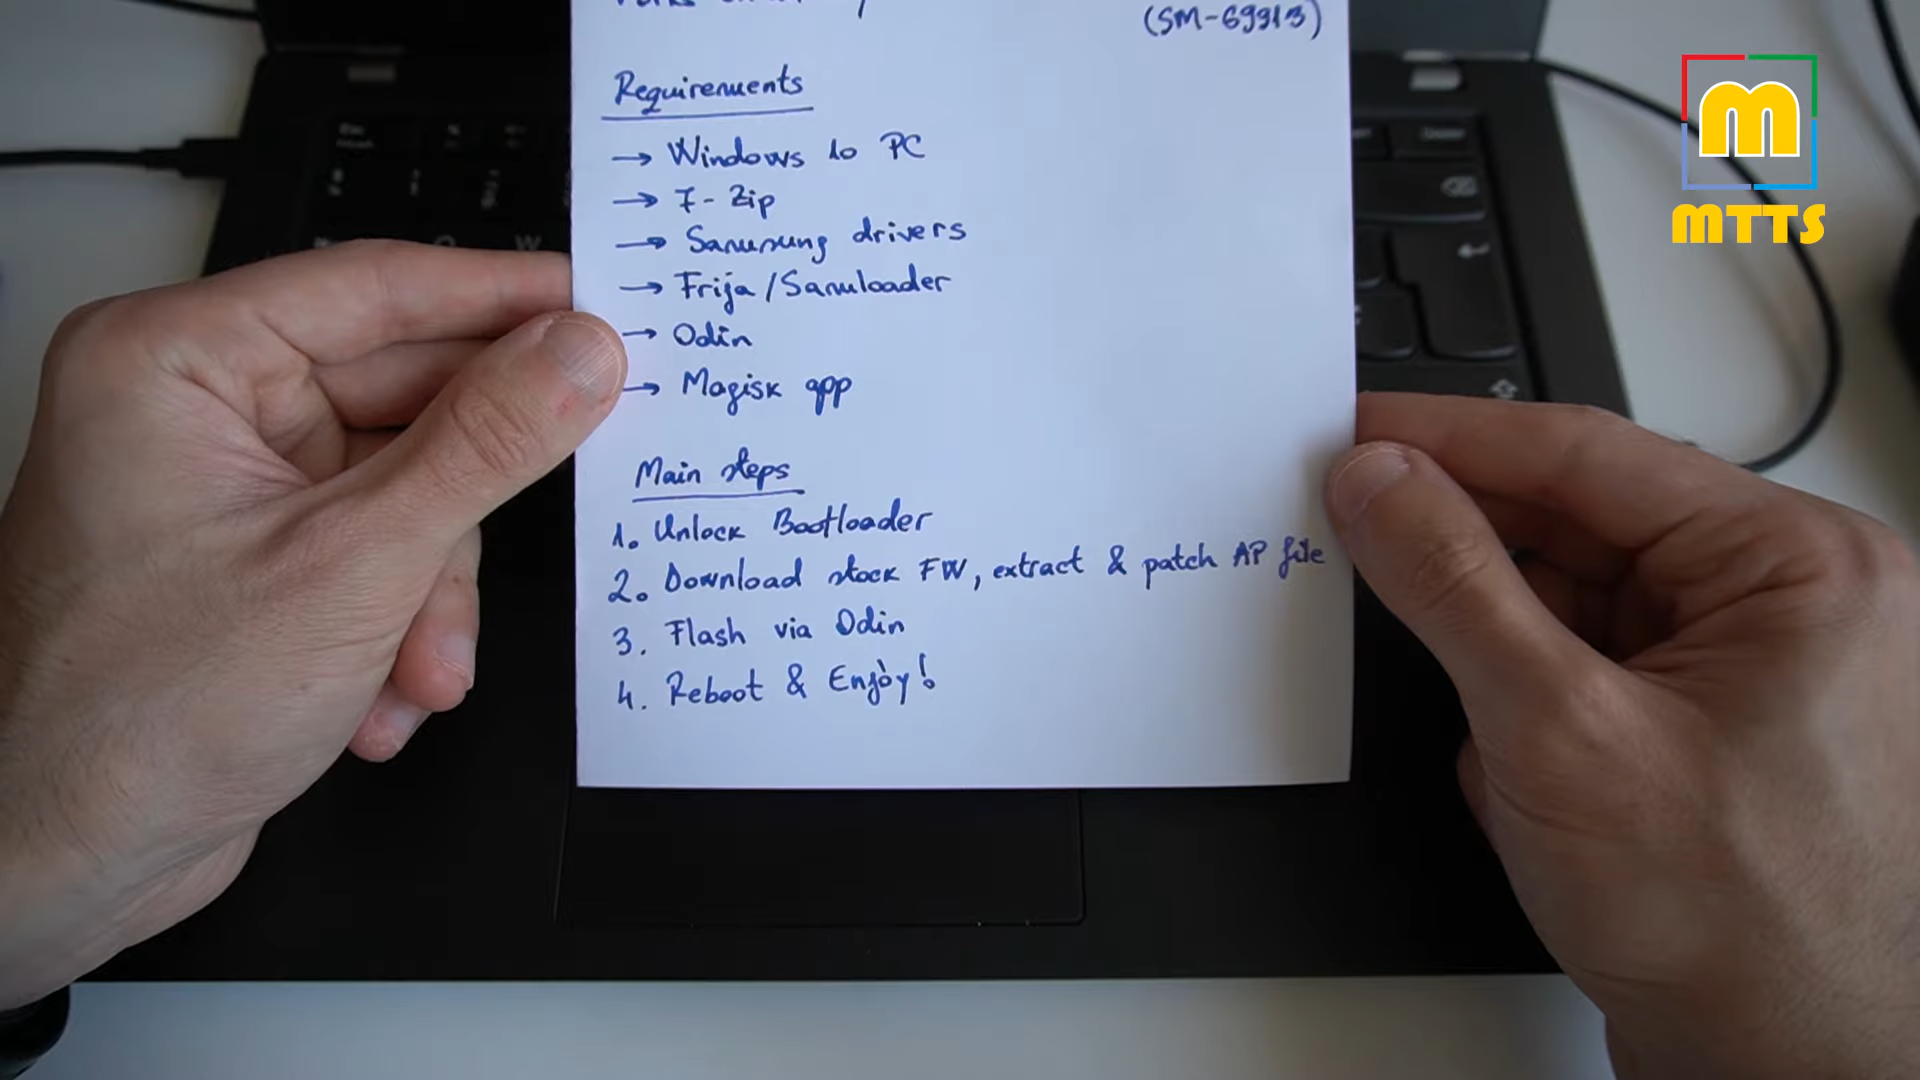 (SM-G991B)
Requirements
→ Windows 10 PC
→ 7-Zip
→ Samsung drivers
→ Frija/Samloader
→ Odin
→ Magisk app
Main steps
1. Unlock Bootloader
2. Download stock FW, extract & patch AP file
3. Flash via Odin
4. Reboot & Enjoy!
M
MTTS